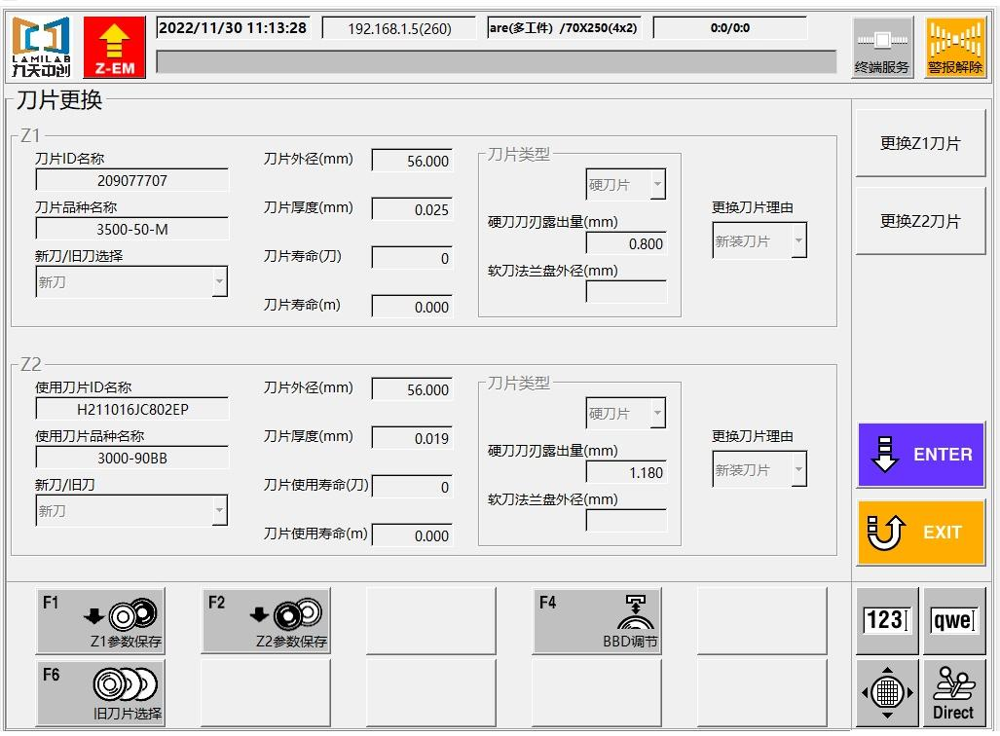 LAMILAB
九天中创
Z-EM
2022/11/30 11:13:28
192.168.1.5(260)
are(多工件) /70X250(4x2)
0:0/0:0
终端服务
警报解除
刀片更换
Z1
刀片ID名称
209077707
刀片品种名称
3500-50-M
新刀/旧刀选择
新刀
刀片外径(mm)
56.000
刀片厚度(mm)
0.025
刀片寿命(刀)
0
刀片寿命(m)
0.000
刀片类型
硬刀片
硬刀刀刃露出量(mm)
0.800
软刀法兰盘外径(mm)
更换刀片理由
新装刀片
更换Z1刀片
更换Z2刀片
Z2
使用刀片ID名称
H211016JC802EP
使用刀片品种名称
3000-90BB
新刀/旧刀
新刀
刀片外径(mm)
56.000
刀片厚度(mm)
0.019
刀片使用寿命(刀)
0
刀片使用寿命(m)
0.000
刀片类型
硬刀片
硬刀刀刃露出量(mm)
1.180
软刀法兰盘外径(mm)
更换刀片理由
新装刀片
ENTER
EXIT
F1
Z1参数保存
F2
Z2参数保存
F4
BBD调节
123
qwe
F6
旧刀片选择
Direct